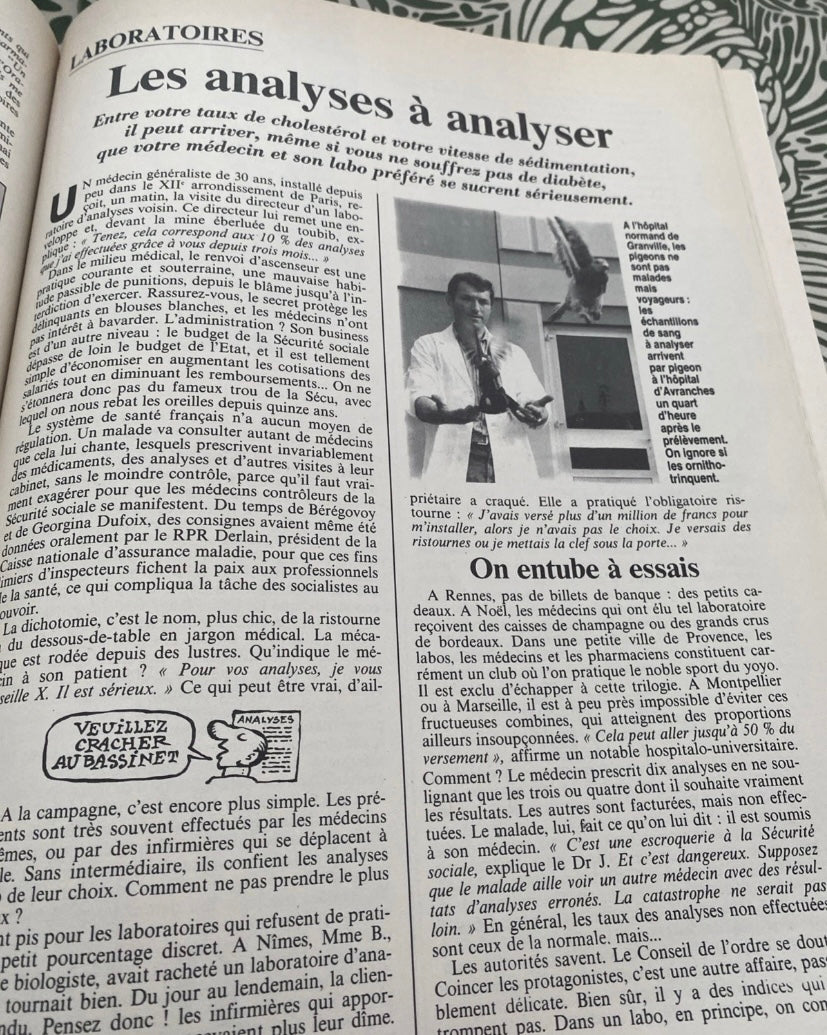 LABORATOIRES
Les analyses à analyser
Entre votre taux de cholestérol et votre vitesse de sédimentation,
il peut arriver, même si vous ne souffrez pas de diabète,
que votre médecin et son labo préféré se sucrent sérieusement.
UN médecin généraliste de 30 ans, installé depuis
peu dans le XIIe arrondissement de Paris, re-
çoit, un matin, la visite du directeur d'un labo-
ratoire d'analyses voisin. Ce directeur lui remet une en-
veloppe et, devant la mine éberluée du toubib, ex-
plique : « Tenez, cela correspond aux 10 % des analyses
que j'ai effectuées grâce à vous depuis trois mois... »
Dans le milieu médical, le renvoi d'ascenseur est une
pratique courante et souterraine, une mauvaise habi-
tude passible de punitions, depuis le blâme jusqu'à l'in-
terdiction d'exercer. Rassurez-vous, le secret protège les
délinquants en blouses blanches, et les médecins n'ont
pas intérêt à bavarder. L'administration ? Son business
est d'un autre niveau : le budget de la Sécurité sociale
dépasse de loin le budget de l'Etat, et il est tellement
simple d'économiser en augmentant les cotisations des
salariés tout en diminuant les remboursements... On ne
s'étonnera donc pas du fameux trou de la Sécu, avec
lequel on nous rebat les oreilles depuis quinze ans.
Le système de santé français n'a aucun moyen de
régulation. Un malade va consulter autant de médecins
que cela lui chante, lesquels prescrivent invariablement
des médicaments, des analyses et d'autres visites à leur
cabinet, sans le moindre contrôle, parce qu'il faut vrai-
ment exagérer pour que les médecins contrôleurs de la
Sécurité sociale se manifestent. Du temps de Bérégovoy
et de Georgina Dufoix, des consignes avaient même été
données oralement par le RPR Derlain, président de la
Caisse nationale d'assurance maladie, pour que ces fins
limiers d'inspecteurs fichent la paix aux professionnels
de la santé, ce qui compliqua la tâche des socialistes au
ouvoir.
La dichotomie, c'est le nom, plus chic, de la ristourne
du dessous-de-table en jargon médical. La méca-
que est rodée depuis des lustres. Qu'indique le mé-
cin à son patient ? « Pour vos analyses, je vous
seille X. Il est sérieux. » Ce qui peut être vrai, d'ail-
VEUILLEZ
CRACHER
AU BASSINET
ANALYSES
A la campagne, c'est encore plus simple. Les pré-
ents sont très souvent effectués par les médecins
êmes, ou par des infirmières qui se déplacent à
le. Sans intermédiaire, ils confient les analyses
de leur choix. Comment ne pas prendre le plus
x ?
nt pis pour les laboratoires qui refusent de prati-
petit pourcentage discret. A Nîmes, Mme B.,
e biologiste, avait racheté un laboratoire d'ana-
tournait bien. Du jour au lendemain, la clien-
ndu. Pensez donc ! les infirmières qui appor-
aient plus leur dîme.
A l'hôpital
normand de
Granville, les
pigeons ne
sont pas
malades
mais
voyageurs :
les
échantillons
de sang
à analyser
arrivent
par pigeon
à l'hôpital
d'Avranches
un quart
d'heure
après le
prélèvement.
On ignore si
les ornitho-
trinquent.
priétaire a craqué. Elle a pratiqué l'obligatoire ris-
tourne : « J'avais versé plus d'un million de francs pour
m'installer, alors je n'avais pas le choix. Je versais des
ristournes ou je mettais la clef sous la porte... »
On entube à essais
A Rennes, pas de billets de banque : des petits ca-
deaux. A Noël, les médecins qui ont élu tel laboratoire
reçoivent des caisses de champagne ou des grands crus
de bordeaux. Dans une petite ville de Provence, les
labos, les médecins et les pharmaciens constituent car-
rément un club où l'on pratique le noble sport du yoyo.
Il est exclu d'échapper à cette trilogie. A Montpellier
ou à Marseille, il est à peu près impossible d'éviter ces
fructueuses combines, qui atteignent des proportions
ailleurs insoupçonnées. « Cela peut aller jusqu'à 50 % du
versement », affirme un notable hospitalo-universitaire.
Comment ? Le médecin prescrit dix analyses en ne sou-
lignant que les trois ou quatre dont il souhaite vraiment
les résultats. Les autres sont facturées, mais non effec-
tuées. Le malade, lui, fait ce qu'on lui dit : il est soumis
à son médecin. « C'est une escroquerie à la Sécurité
sociale, explique le Dr J. Et c'est dangereux. Supposez
que le malade aille voir un autre médecin avec des résul-
tats d'analyses erronés. La catastrophe ne serait pas
loin. » En général, les taux des analyses non effectuées
sont ceux de la normale, mais...
Les autorités savent. Le Conseil de l'ordre se dout
Coincer les protagonistes, c'est une autre affaire, pas
blement délicate. Bien sûr, il y a des indices qui
trompent pas. Dans un labo, en principe, on con